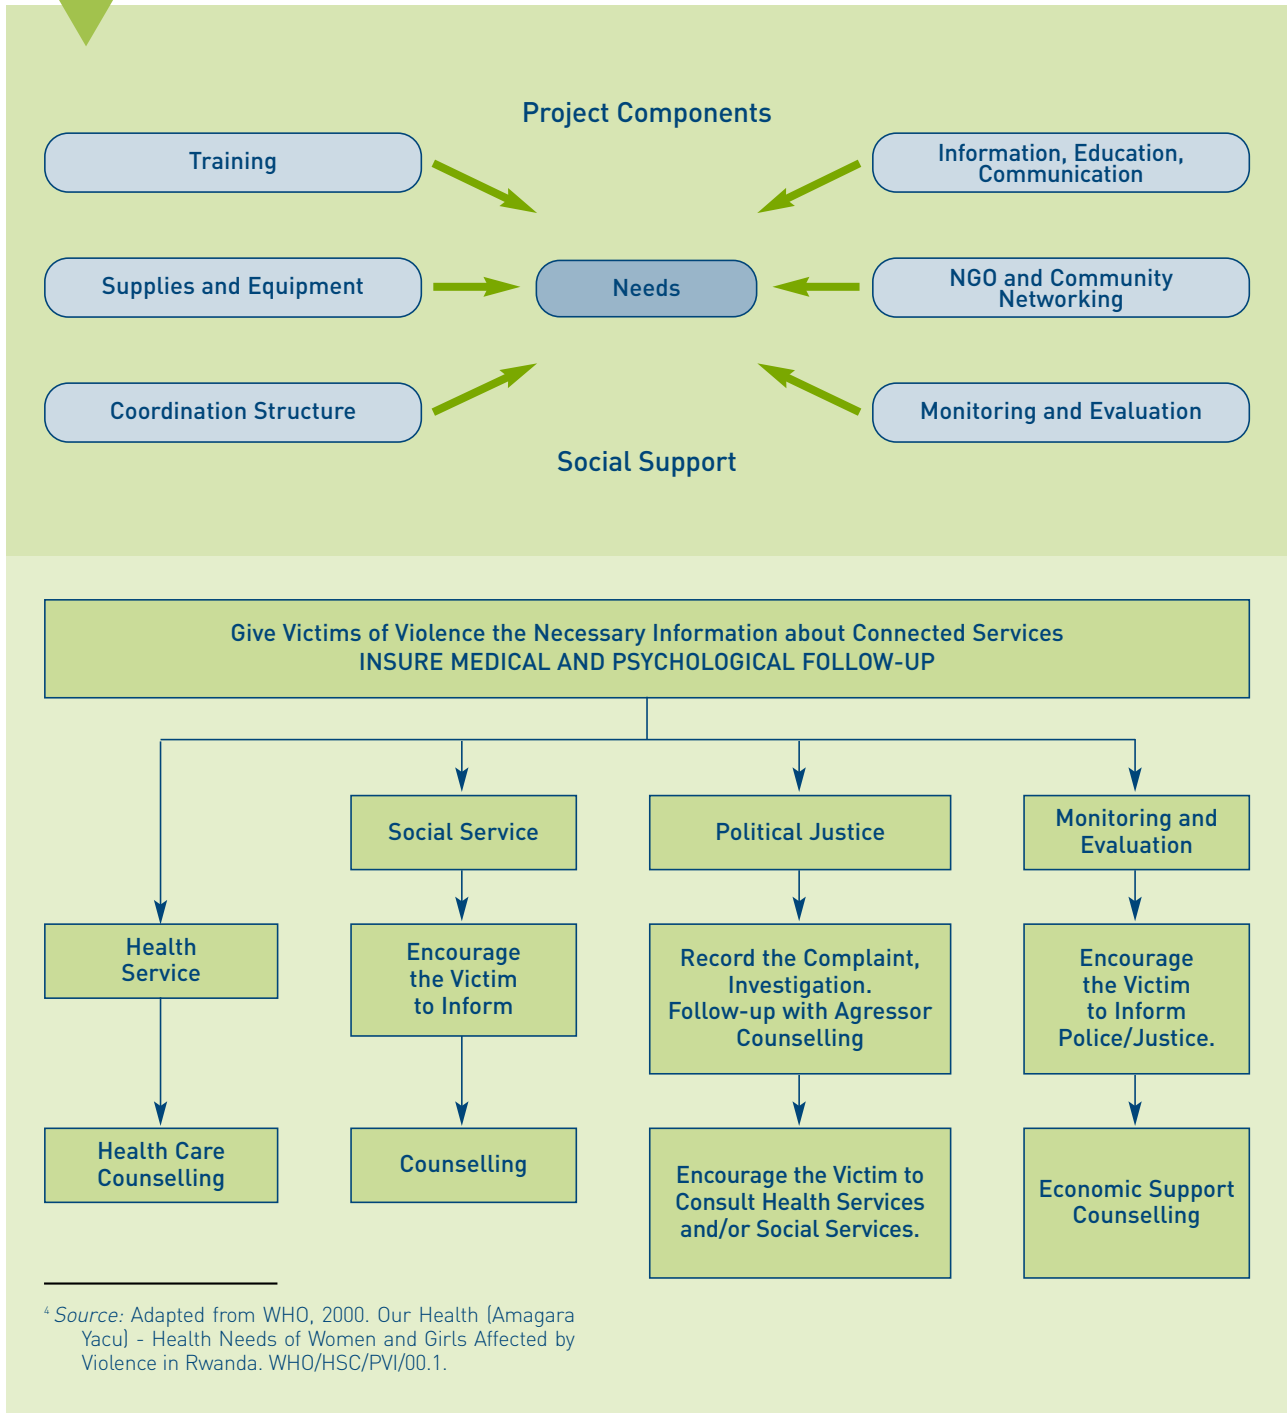 Project Components
Training
Information, Education,
Communication
Supplies and Equipment
Needs
NGO and Community
Networking
Coordination Structure
Monitoring and Evaluation
Social Support
Give Victims of Violence the Necessary Information about Connected Services
INSURE MEDICAL AND PSYCHOLOGICAL FOLLOW-UP
Social Service
Political Justice
Monitoring and
Evaluation
Health
Service
Encourage
the Victim
to Inform
Record the Complaint,
Investigation.
Follow-up with Agressor
Counselling
Encourage
the Victim
to Inform
Police/Justice.
Health Care
Counselling
Counselling
Encourage the Victim to
Consult Health Services
and/or Social Services.
Economic Support
Counselling
4 Source: Adapted from WHO, 2000. Our Health (Amagara
Yacu) - Health Needs of Women and Girls Affected by
Violence in Rwanda. WHO/HSC/PVI/00.1.